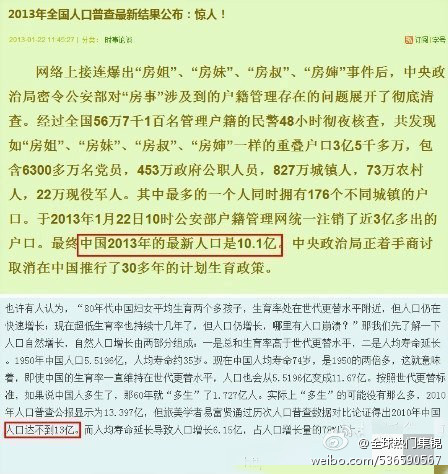 2013年全国人口普查最新结果公布：惊人！
2013-01-22 11:45:27 | 分类： 时事论说
订阅 | 字号
网络上接连爆出“房姐”、“房妹”、“房叔”、“房婶”事件后，中央政
治局密令公安部对“房事”涉及到的户籍管理存在的问题展开了彻底清
查。经过全国56万7千1百名管理户籍的民警48小时彻夜核查，共发现
如“房姐”、“房妹”、“房叔”、“房婶”一样的重叠户口3亿5千多万，包
含6300多万名党员，453万政府公职人员，827万城镇人，73万农村
人，22万现役军人。其中最多的一个人同时拥有176个不同城镇的户
口。于2013年1月22日10时公安部户籍管理网统一注销了近3亿多出的
户口。最终中国2013年的最新人口是10.1亿。中央政治局正着手商讨
取消在中国推行了30多年的计划生育政策。
也许有人认为，“80年代中国妇女平均生育两个多孩子，生育率处在世代更替水平附近，但人口仍在
快速增长；现在超低生育率也持续十几年了，但人口仍增长，哪里有人口崩溃？”那我们先了解一下
人口自然增长，自然人口增长由两部分组成：一是总和生育率高于世代更替水平，二是人均寿命延长
。1950年中国人口5.5196亿，人均寿命约35岁。现在中国人均寿命74岁，是1950的两倍多，这就意味
着，即使中国的生育率一直维持在世代更替水平，人口也会从5.5196亿变成11.67亿。按照世代更替标
准，如果说中国人多生了，那60年就“多生”了1.727亿人。实际上“多生”的可能没有那么多，2010
年人口普查公报显示为13.397亿，但旅美学者易富贤通过历次人口普查数据对比论证得出2010年中国
人口达不到13亿。而人均寿命延长导致人口增长6.15亿，占人口增长量的78%
@全球热门集锦
weibo.com/536590567